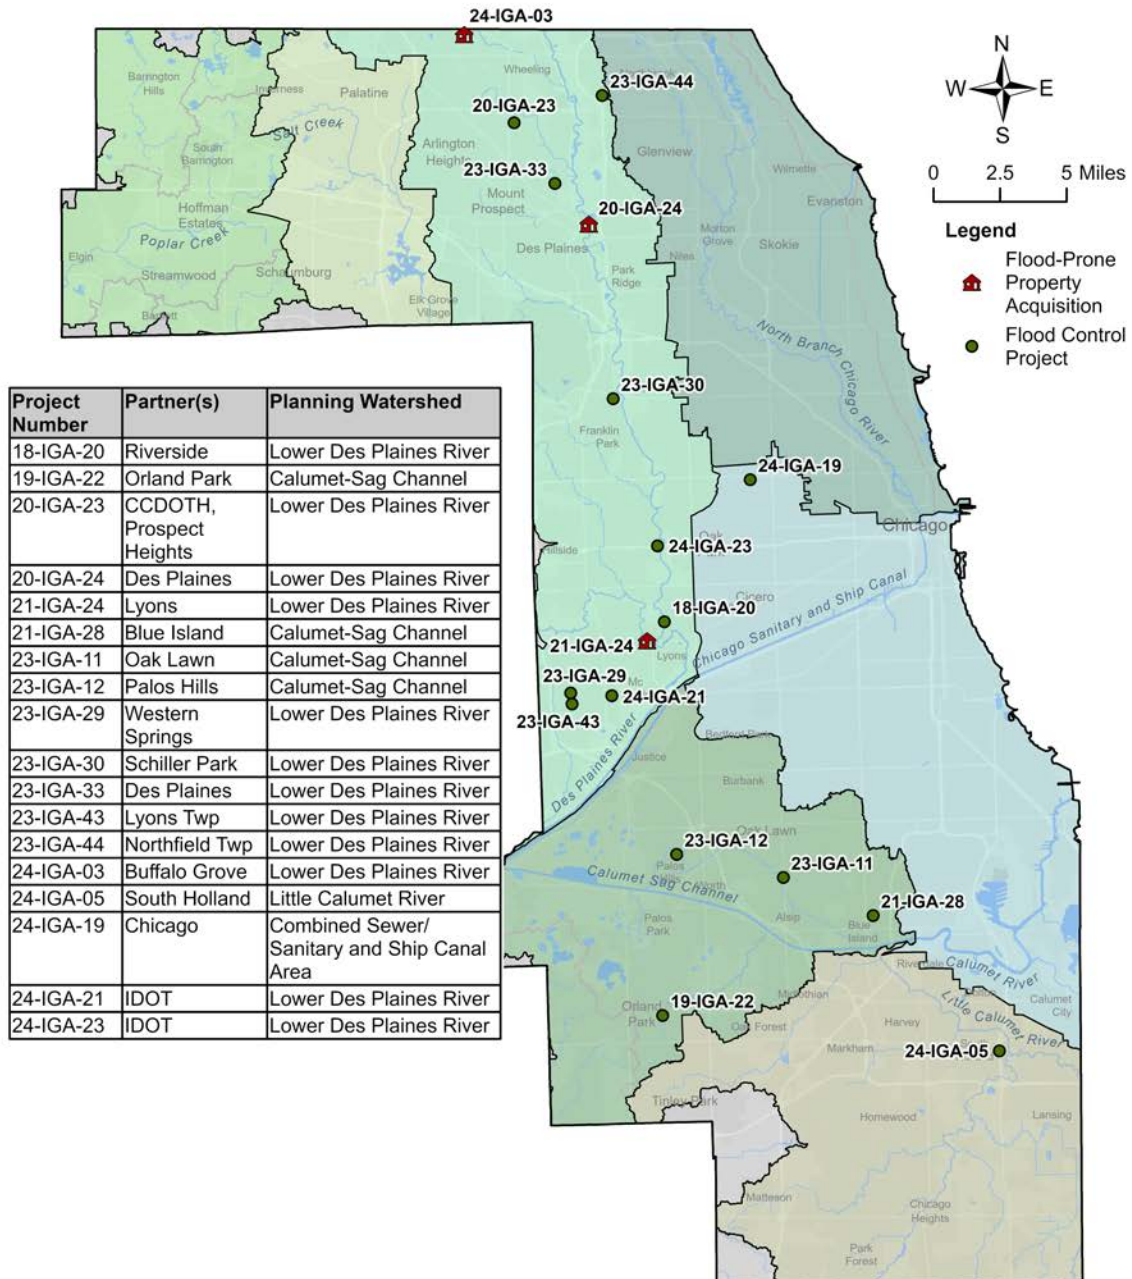 24-IGA-03
N
W E
S
0 2.5 5 Miles
Legend
Flood-Prone
Property
Acquisition
Flood Control
Project
Barrington
Hills
Inverness
Palatine
Wheeling
23-IGA-44
20-IGA-23
Salt Creek
South
Barrington
Arlington
Heights
Glenview
Wilmette
23-IGA-33
Mount
Prospect
Evanston
Hoffman
Estates
20-IGA-24
Morton
Grove
Skokie
Poplar Creek
Des Plaines
Niles
Elgin
Streamwood
Schaumburg
Park
Ridge
Elk Grove
Village
Bartlett
North Branch Chicago River
23-IGA-30
Franklin
Park
24-IGA-19
Chicago
Oak
Hillside
24-IGA-23
Cicero
18-IGA-20
Chicago Sanitary and Ship Canal
21-IGA-24
Lyons
23-IGA-29
Mc
24-IGA-21
23-IGA-43
Des Plaines River
Bedford Park
Justice
Burbank
23-IGA-12
Oak Lawn
Palos
Hills
Worth
23-IGA-11
Calumet Sag Channel
21-IGA-28
Palos
Park
Alsip
Blue
Island
Riverdale
Calumet River
Midlothian
Calumet
City
Little Calumet River
Orland
Park
19-IGA-22
Oak Forest
Harvey
Markham
24-IGA-05
Tinley Park
Homewood
Lansing
Matteson
Chicago
Heights
Park
Forest
Project Number Partner(s) Planning Watershed
18-IGA-20 Riverside Lower Des Plaines River
19-IGA-22 Orland Park Calumet-Sag Channel
20-IGA-23 CCDOTH, Lower Des Plaines River
Prospect
Heights
20-IGA-24 Des Plaines Lower Des Plaines River
21-IGA-24 Lyons Lower Des Plaines River
21-IGA-28 Blue Island Calumet-Sag Channel
23-IGA-11 Oak Lawn Calumet-Sag Channel
23-IGA-12 Palos Hills Calumet-Sag Channel
23-IGA-29 Western Lower Des Plaines River
Springs
23-IGA-30 Schiller Park Lower Des Plaines River
23-IGA-33 Des Plaines Lower Des Plaines River
23-IGA-43 Lyons Twp Lower Des Plaines River
23-IGA-44 Northfield Twp Lower Des Plaines River
24-IGA-03 Buffalo Grove Lower Des Plaines River
24-IGA-05 South Holland Little Calumet River
24-IGA-19 Chicago Combined Sewer/
Sanitary and Ship Canal
Area
24-IGA-21 IDOT Lower Des Plaines River
24-IGA-23 IDOT Lower Des Plaines River